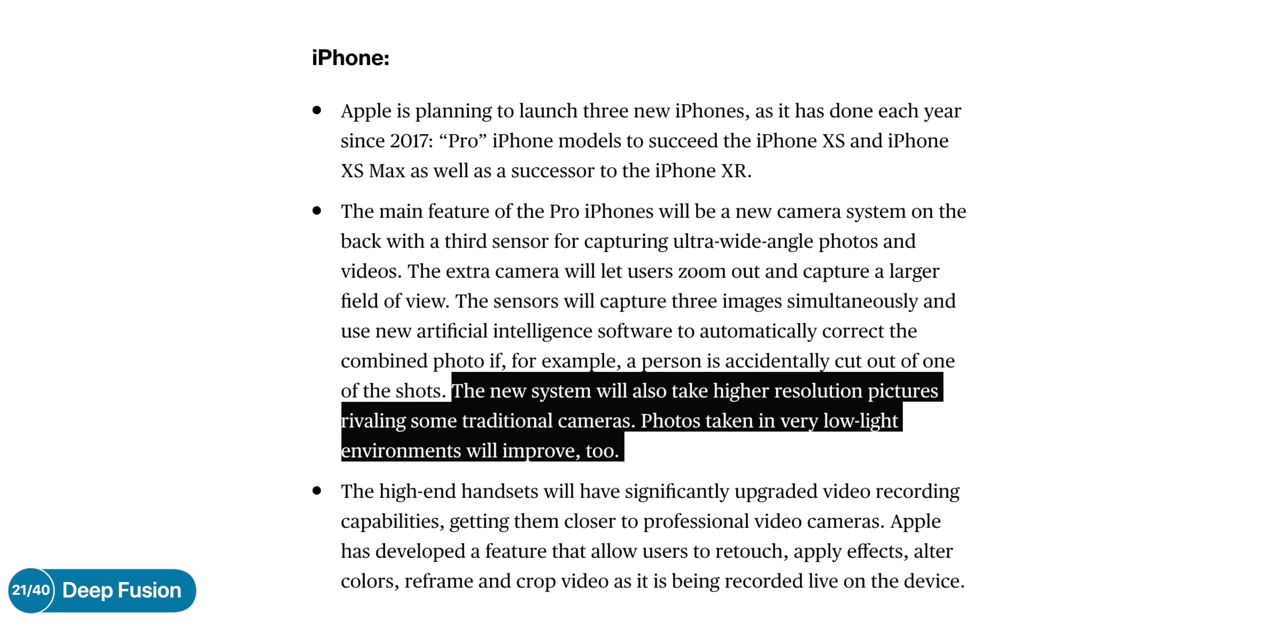 iPhone:
Apple is planning to launch three new iPhones, as it has done each year
since 2017: “Pro” iPhone models to succeed the iPhone XS and iPhone
XS Max as well as a successor to the iPhone XR.
The main feature of the Pro iPhones will be a new camera system on the
back with a third sensor for capturing ultra-wide-angle photos and
videos. The extra camera will let users zoom out and capture a larger
field of view. The sensors will capture three images simultaneously and
use new artificial intelligence software to automatically correct the
combined photo if, for example, a person is accidentally cut out of one
of the shots. The new system will also take higher resolution pictures
rivaling some traditional cameras. Photos taken in very low-light
environments will improve, too.
The high-end handsets will have significantly upgraded video recording
capabilities, getting them closer to professional video cameras. Apple
has developed a feature that allow users to retouch, apply effects, alter
colors, reframe and crop video as it is being recorded live on the device.
21/40 Deep Fusion